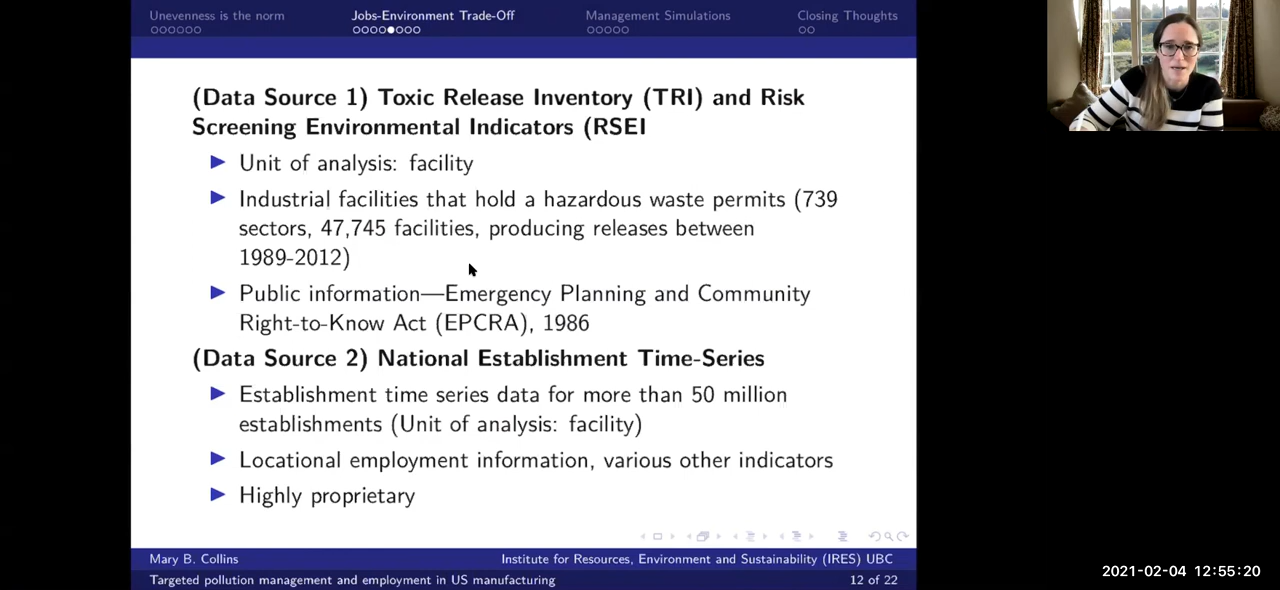 Unevenness is the norm Jobs-Environment Trade-Off Management Simulations Closing Thoughts
(Data Source 1) Toxic Release Inventory (TRI) and Risk
Screening Environmental Indicators (RSEI
Unit of analysis: facility
Industrial facilities that hold a hazardous waste permits (739
sectors, 47,745 facilities, producing releases between
1989-2012)
Public information—Emergency Planning and Community
Right-to-Know Act (EPCRA), 1986
(Data Source 2) National Establishment Time-Series
Establishment time series data for more than 50 million
establishments (Unit of analysis: facility)
Locational employment information, various other indicators
Highly proprietary
Mary B. Collins Institute for Resources, Environment and Sustainability (IRES) UBC
Targeted pollution management and employment in US manufacturing 12 of 22
2021-02-04 12:55:20